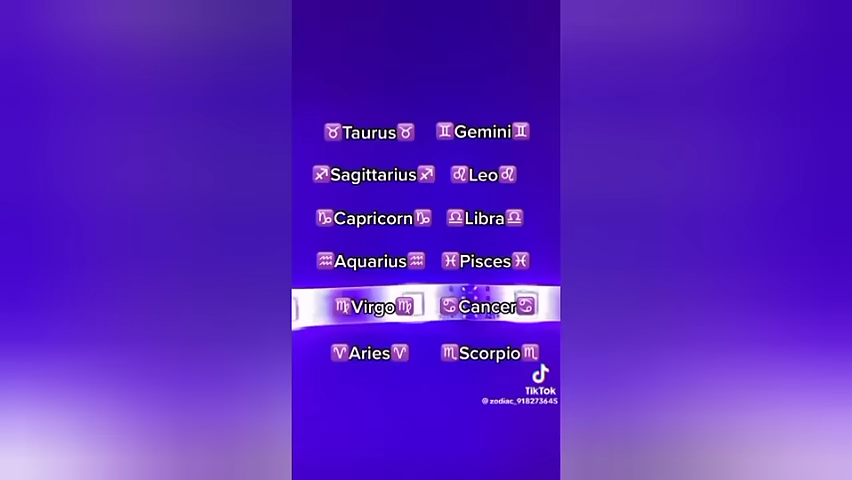 ♉Taurus♉ ♊Gemini♊
♐Sagittarius♐ ♌Leo♌
♑Capricorn♑ ♎Libra♎
♒Aquarius♒ ♓Pisces♓
♍Virgo♍ ♋Cancer♋
♈Aries♈ ♏Scorpio♏
TikTok
@zodiac_918273645